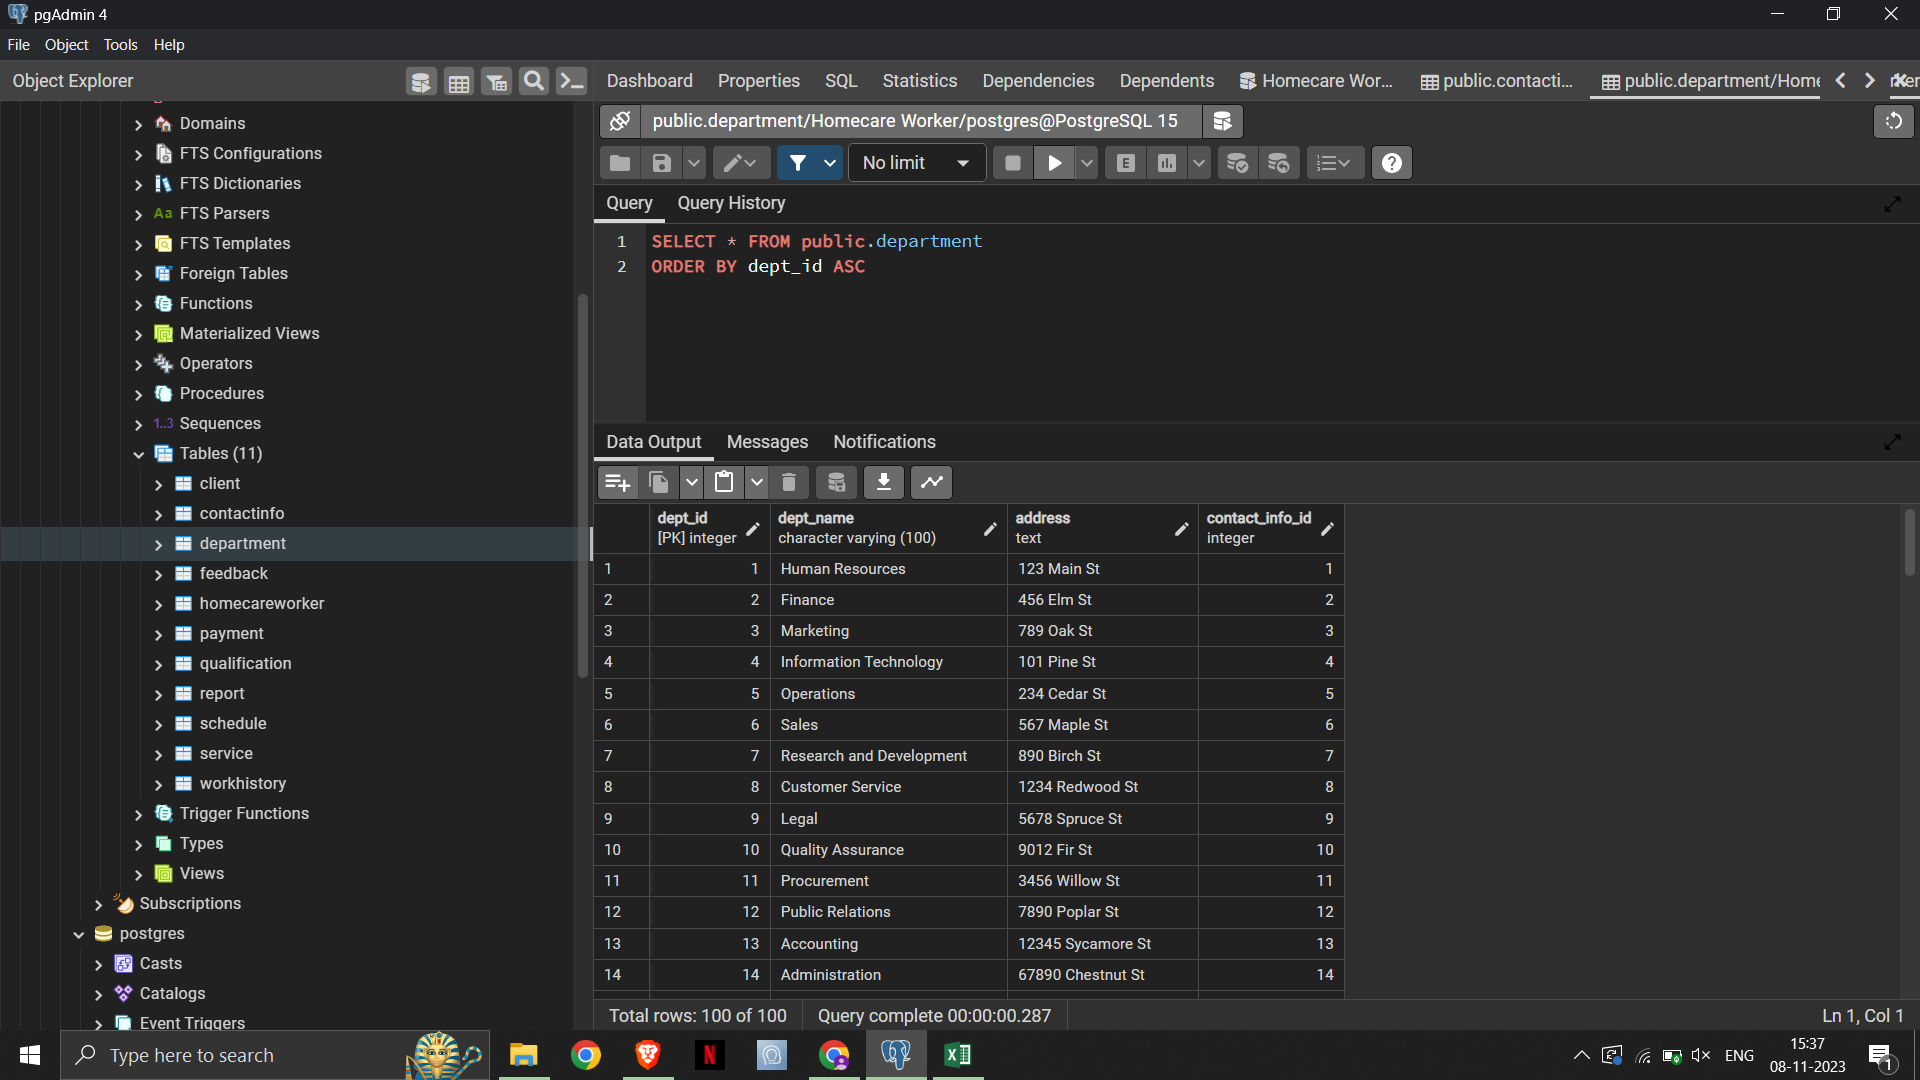 pgAdmin 4
File Object Tools Help
Object Explorer
Dashboard Properties SQL Statistics Dependencies Dependents Homecare Wor... public.contacti... public.department/Home
public.department/Homecare Worker/postgres@PostgreSQL 15
No limit
E
Query Query History
1 SELECT * FROM public.department
2 ORDER BY dept_id ASC
Domains
FTS Configurations
FTS Dictionaries
Aa FTS Parsers
FTS Templates
Foreign Tables
Functions
Materialized Views
Operators
Procedures
1..3 Sequences
Tables (11)
client
contactinfo
department
feedback
homecareworker
payment
qualification
report
schedule
service
workhistory
Trigger Functions
Types
Views
Subscriptions
postgres
Casts
Catalogs
Event Triggers
Data Output Messages Notifications
dept_id dept_name address contact_info_id
[PK] integer character varying (100) text integer
1 1 Human Resources 123 Main St 1
2 2 Finance 456 Elm St 2
3 3 Marketing 789 Oak St 3
4 4 Information Technology 101 Pine St 4
5 5 Operations 234 Cedar St 5
6 6 Sales 567 Maple St 6
7 7 Research and Development 890 Birch St 7
8 8 Customer Service 1234 Redwood St 8
9 9 Legal 5678 Spruce St 9
10 10 Quality Assurance 9012 Fir St 10
11 11 Procurement 3456 Willow St 11
12 12 Public Relations 7890 Poplar St 12
13 13 Accounting 12345 Sycamore St 13
14 14 Administration 67890 Chestnut St 14
Total rows: 100 of 100 Query complete 00:00:00.287 Ln 1, Col 1
Type here to search
N
ENG
15:37
08-11-2023
1